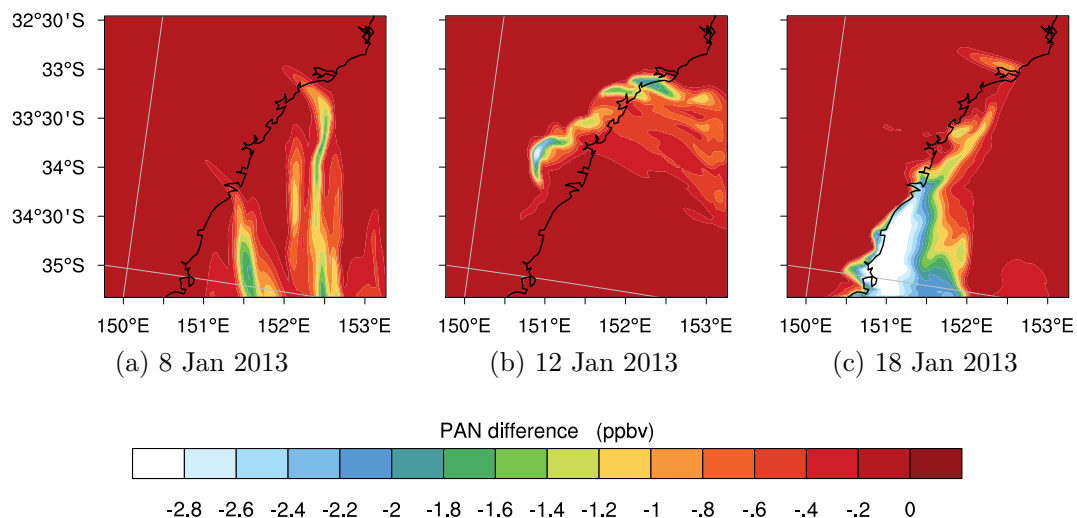 32°30'S
33°S
33°30'S
34°S
34°30'S
35°S
150°E 151°E 152°E 153°E 150°E 151°E 152°E 153°E 150°E 151°E 152°E 153°E
(a) 8 Jan 2013 (b) 12 Jan 2013 (c) 18 Jan 2013
PAN difference (ppbv)
-2.8 -2.6 -2.4 -2.2 -2 -1.8 -1.6 -1.4 -1.2 -1 -.8 -.6 -.4 -.2 0